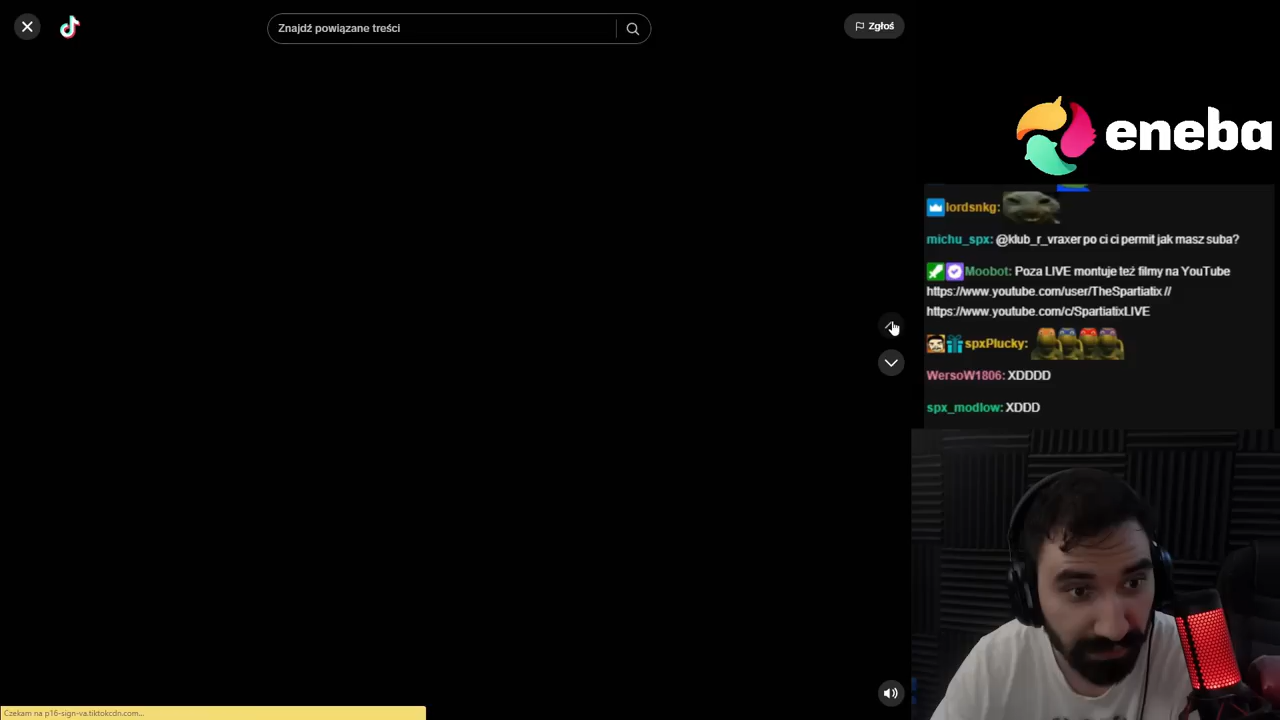 Znajdź powiązane treści
Zgłoś
eneba
lordsnkg:
michu_spx: @klub_r_vraxer po ci ci permit jak masz suba?
Moobot: Poza LIVE montuje też filmy na YouTube
https://www.youtube.com/user/TheSpartiatix //
https://www.youtube.com/c/SpartiatixLIVE
spxPlucky:
WersoW1806: XDDDD
spx_modlow: XDDD
Czekam na p16-sign-va.tiktokcdn.com...